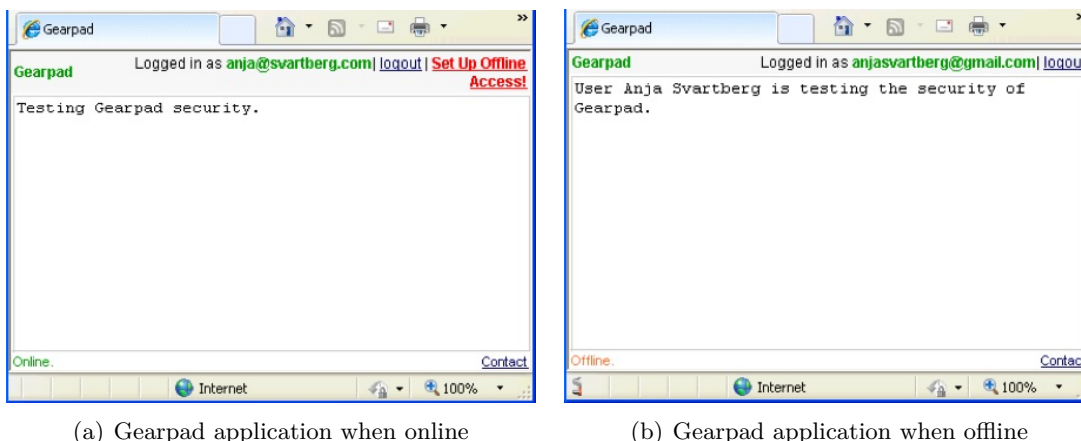 Gearpad
»
Gearpad
Logged in as anja@svartberg.com| logout | Set Up Offline
Access!
Testing Gearpad security.
Online.
Contact
Internet
100%
(a) Gearpad application when online
Gearpad
Gearpad
Logged in as anjasvartberg@gmail.com| logou
User Anja Svartberg is testing the security of
Gearpad.
Offline.
Contac
Internet
100%
(b) Gearpad application when offline